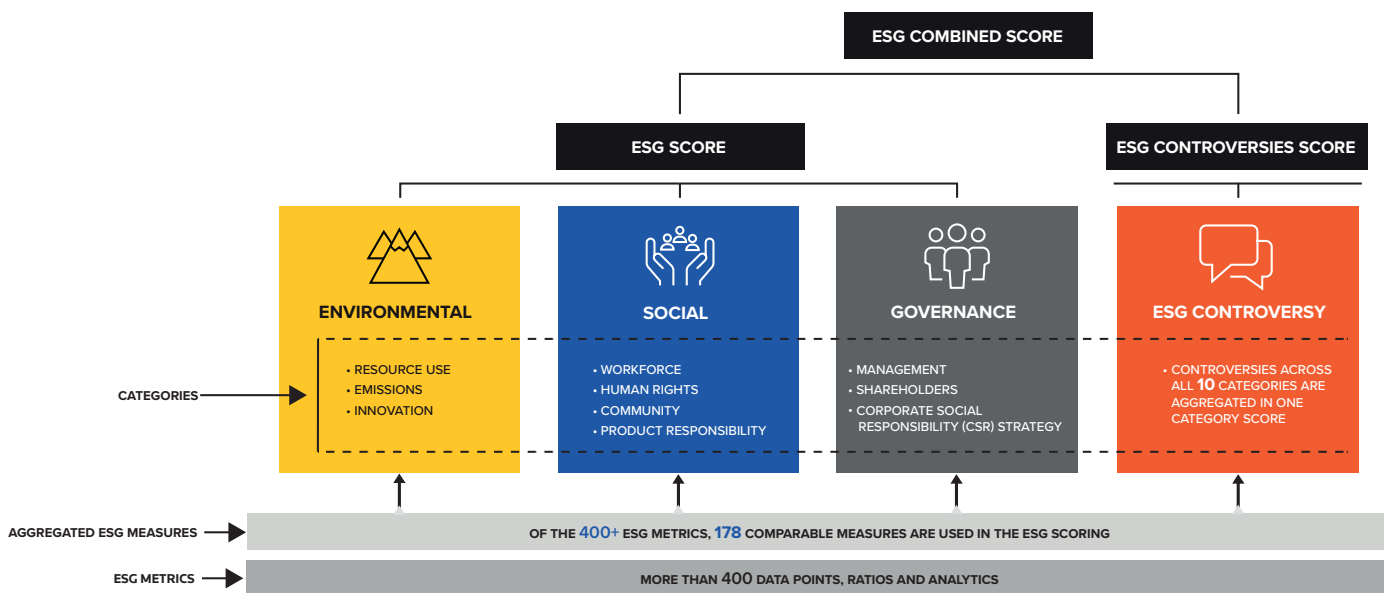 ESG COMBINED SCORE
ESG SCORE
ESG CONTROVERSIES SCORE
ENVIRONMENTAL
SOCIAL
GOVERNANCE
ESG CONTROVERSY
CATEGORIES
• RESOURCE USE
• EMISSIONS
• INNOVATION
• WORKFORCE
• HUMAN RIGHTS
• COMMUNITY
• PRODUCT RESPONSIBILITY
• MANAGEMENT
• SHAREHOLDERS
• CORPORATE SOCIAL
RESPONSIBILITY (CSR) STRATEGY
• CONTROVERSIES ACROSS
ALL 10 CATEGORIES ARE
AGGREGATED IN ONE
CATEGORY SCORE
AGGREGATED ESG MEASURES
OF THE 400+ ESG METRICS, 178 COMPARABLE MEASURES ARE USED IN THE ESG SCORING
ESG METRICS
MORE THAN 400 DATA POINTS, RATIOS AND ANALYTICS